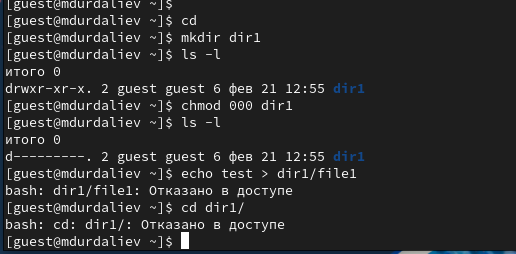 [guest@mdurdaliev ~]$
[guest@mdurdaliev ~]$ cd
[guest@mdurdaliev ~]$ mkdir dir1
[guest@mdurdaliev ~]$ ls -l
итого 0
drwxr-xr-x. 2 guest guest 6 фев 21 12:55 dir1
[guest@mdurdaliev ~]$ chmod 000 dir1
[guest@mdurdaliev ~]$ ls -l
итого 0
d---------. 2 guest guest 6 фев 21 12:55 dir1
[guest@mdurdaliev ~]$ echo test > dir1/file1
bash: dir1/file1: Отказано в доступе
[guest@mdurdaliev ~]$ cd dir1/
bash: cd: dir1/: Отказано в доступе
[guest@mdurdaliev ~]$